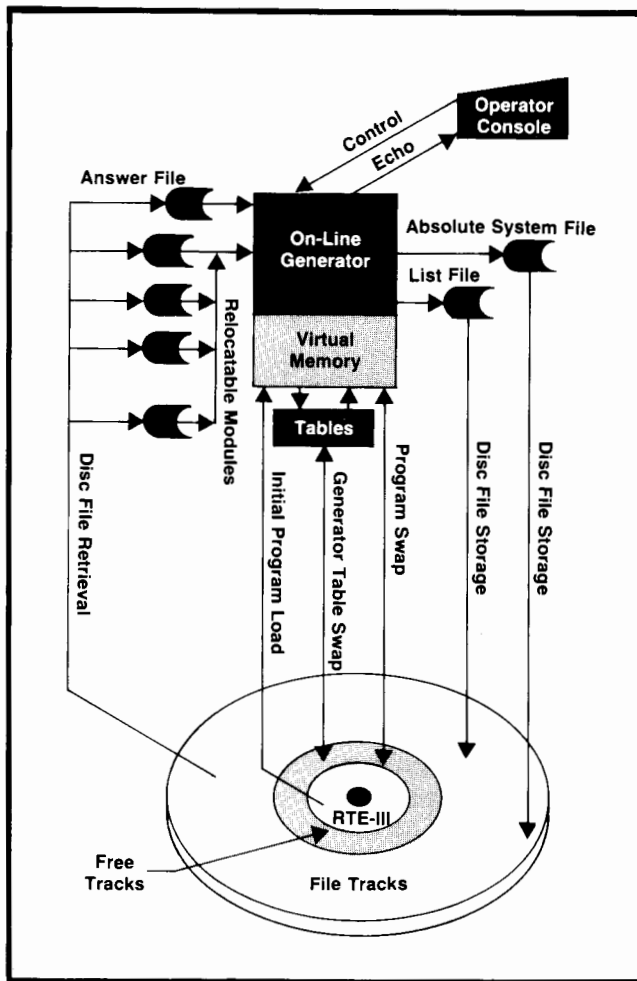 Operator
Console
Control
Echo
Answer File
On-Line
Generator
Absolute System File
List File
Relocatable Modules
Virtual
Memory
Tables
Disc File Retrieval
Initial Program Load
Generator Table Swap
Program Swap
Disc File Storage
Disc File Storage
RTE-III
Free
Tracks
File Tracks